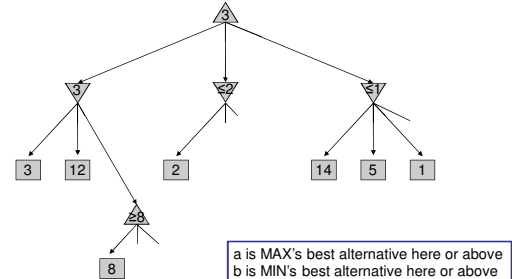 3
3 ≤2 ≤1
3 12 2 14 5 1
≥8
8
a is MAX's best alternative here or above
b is MIN's best alternative here or above